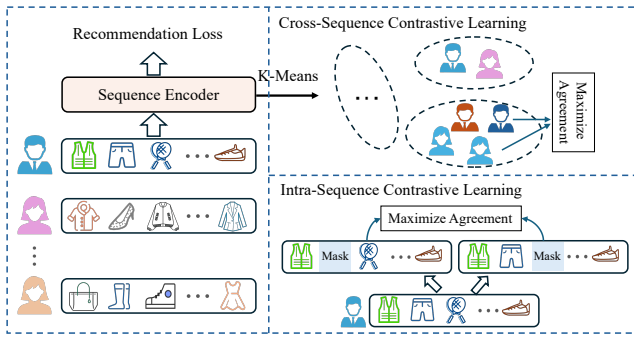 Recommendation Loss
Sequence Encoder
K-Means
Cross-Sequence Contrastive Learning
Maximize
Agreement
Intra-Sequence Contrastive Learning
Maximize Agreement
Mask
Mask